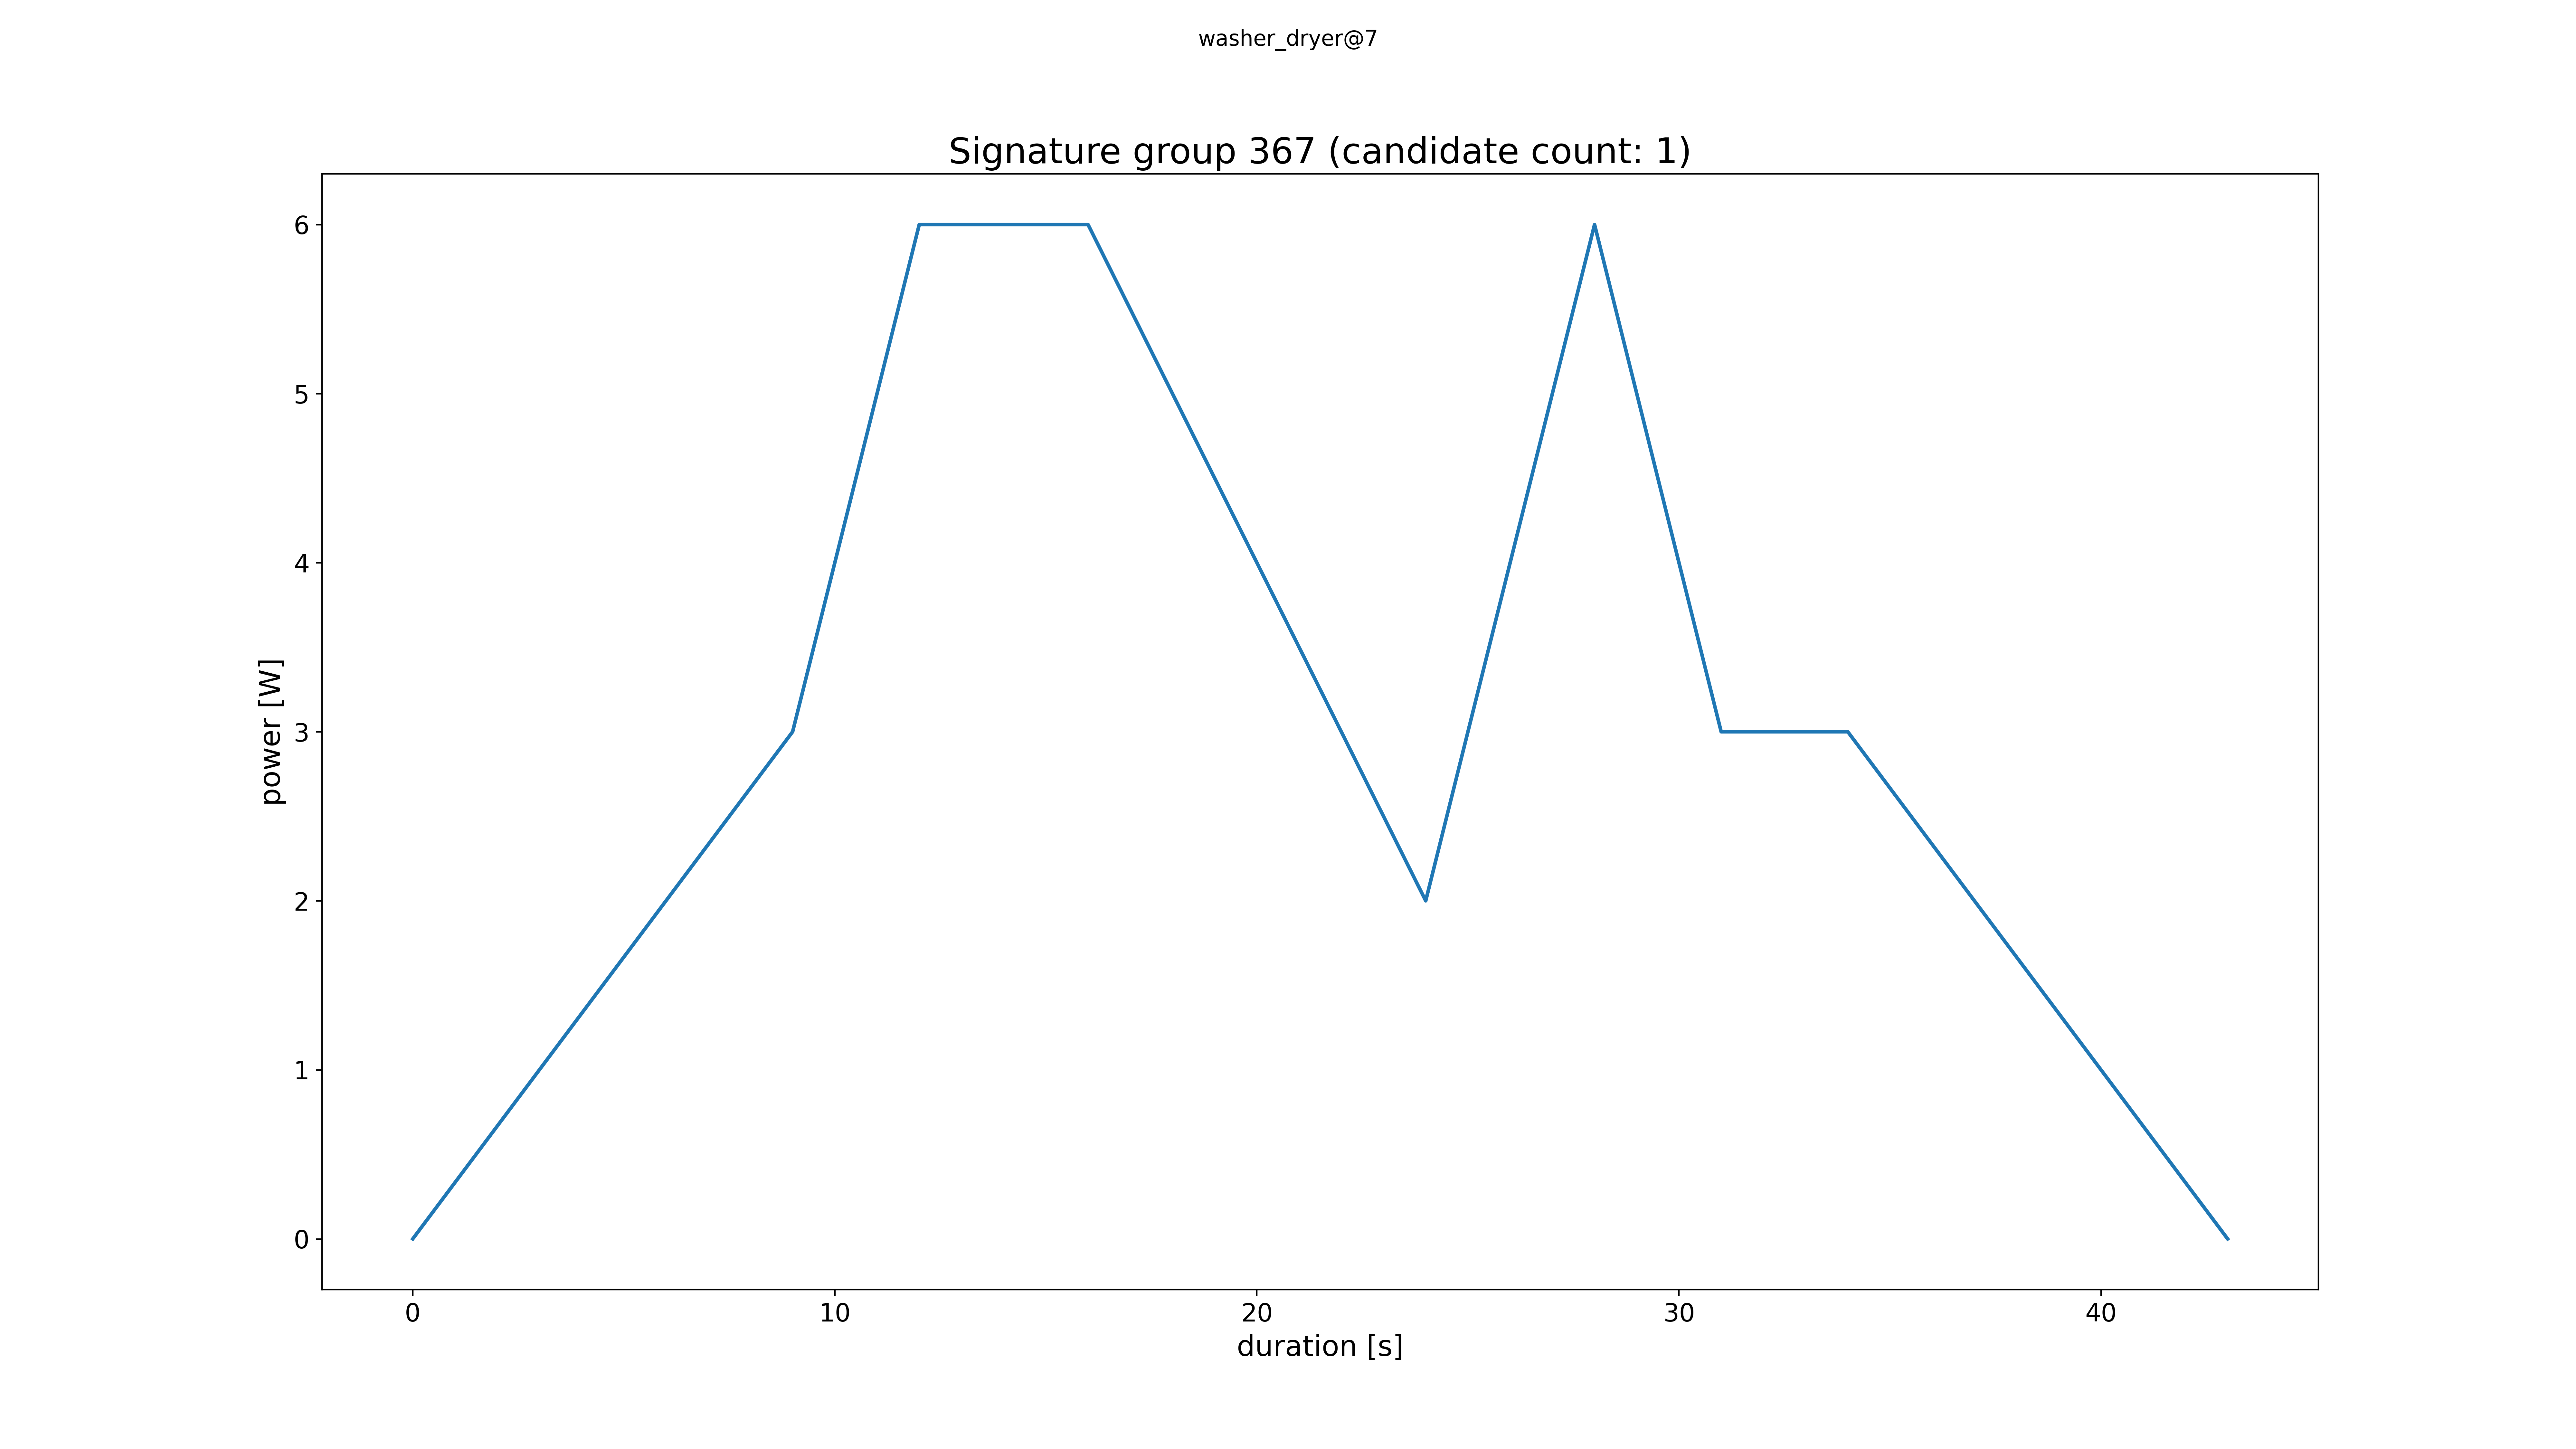 washer_dryer@7
Signature group 367 (candidate count: 1)
6
5
4
3
2
1
0
power [W]
0 10 20 30 40
duration [s]